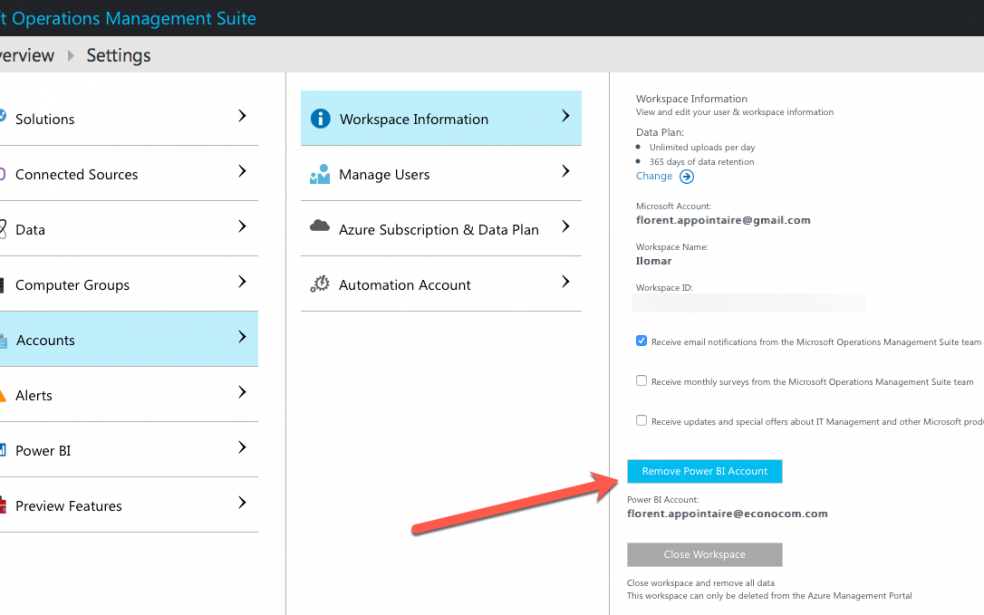 t Operations Management Suite
verview Settings
Solutions
Connected Sources
Data
Computer Groups
Accounts
Alerts
Power BI
Preview Features
Workspace Information
Manage Users
Azure Subscription & Data Plan
Automation Account
Workspace Information
View and edit your user & workspace information
Data Plan:
Unlimited uploads per day
365 days of data retention
Change
Microsoft Account:
florent.appointaire@gmail.com
Workspace Name:
Ilomar
Workspace ID:
Receive email notifications from the Microsoft Operations Management Suite team
Receive monthly surveys from the Microsoft Operations Management Suite team
Receive updates and special offers about IT Management and other Microsoft prod
Remove Power BI Account
Power BI Account:
florent.appointaire@econocom.com
Close Workspace
Close workspace and remove all data
This workspace can only be deleted from the Azure Management Portal